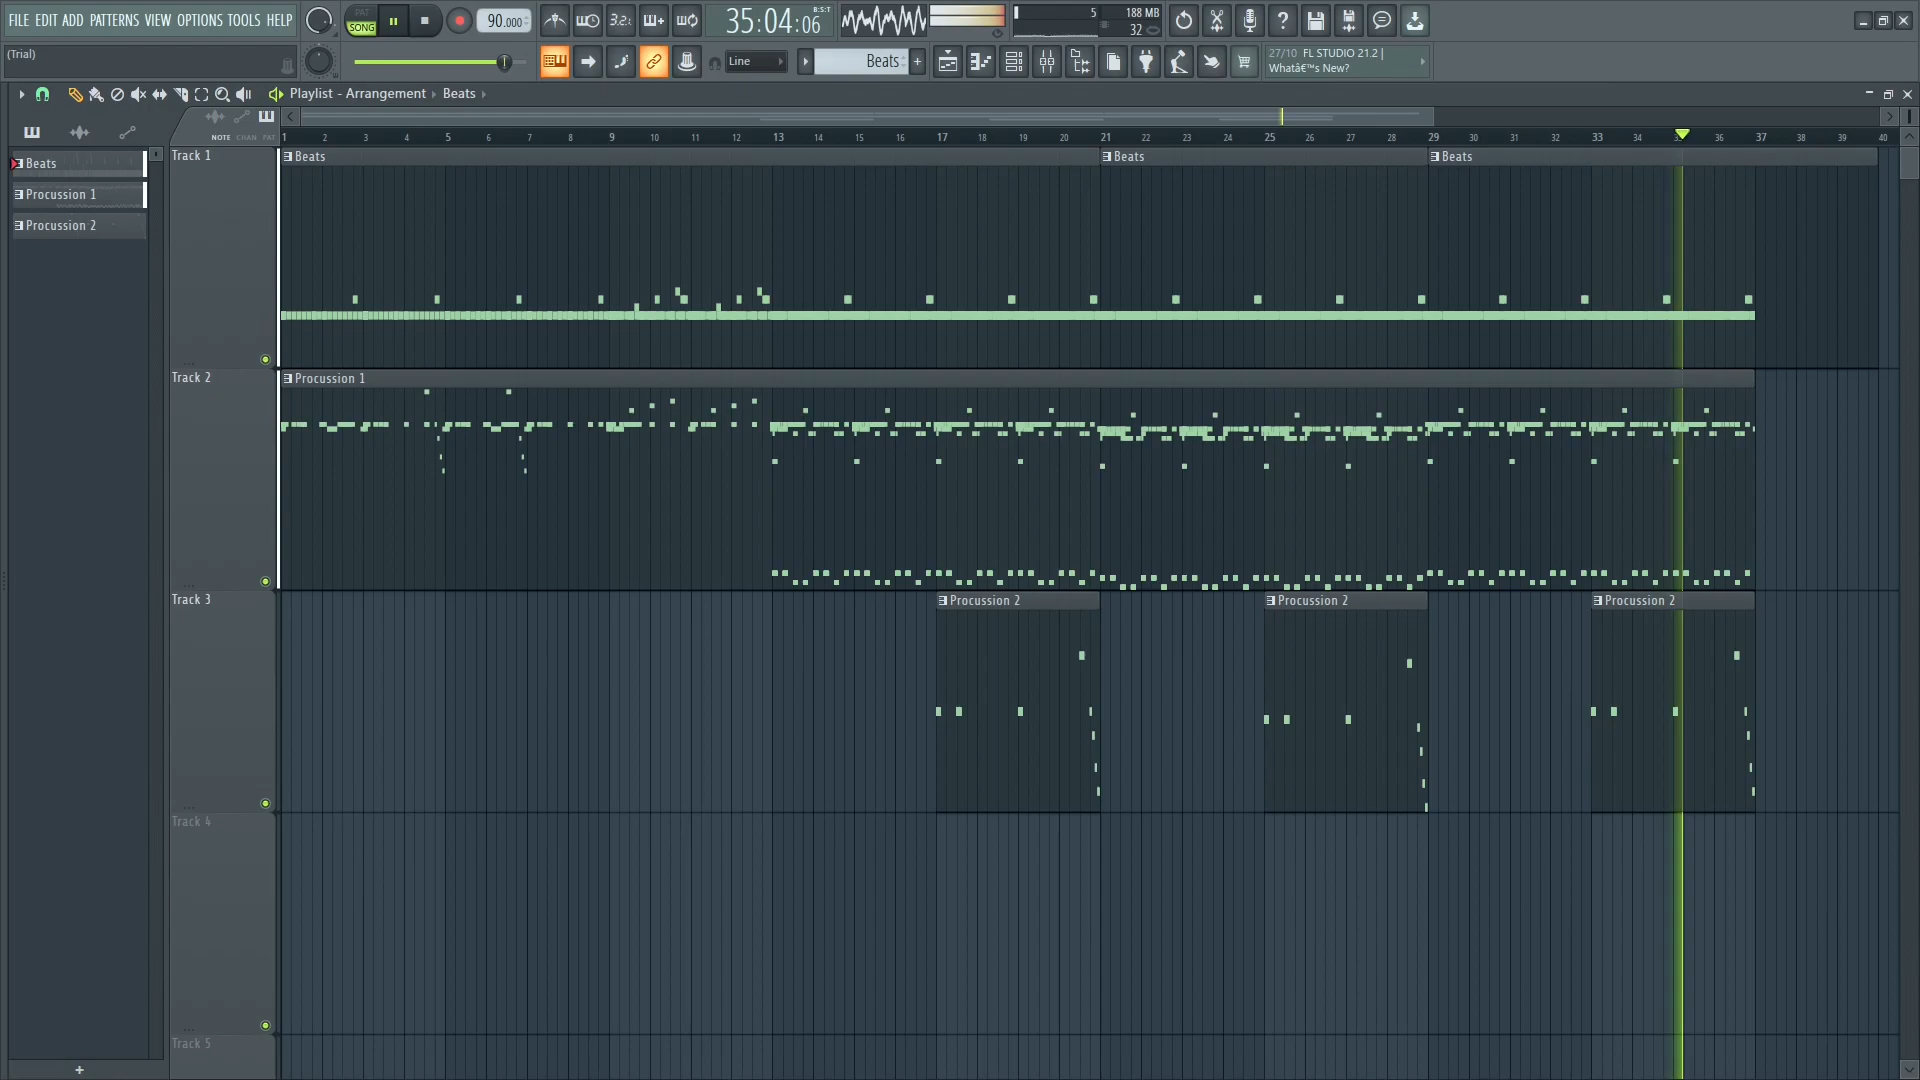 FILE EDIT ADD PATTERNS VIEW OPTIONS TOOLS HELP
PAT
SONG
90.000
3.2.
35:04:06
B:S:T
5
188 MB
32
(Trial)
Line
Beats
27/10 FL STUDIO 21.2 |
Whatâ€™s New?
Playlist - Arrangement
Beats
NOTE CHAN PAT
1 2 3 4 5 6 7 8 9 10 11 12 13 14 15 16 17 18 19 20 21 22 23 24 25 26 27 28 29 30 31 32 33 34 36 37 38 39 40
Beats
Procussion 1
Procussion 2
Track 1
Beats
Beats
Beats
Track 2
Procussion 1
Track 3
Procussion 2
Procussion 2
Procussion 2
Track 4
Track 5